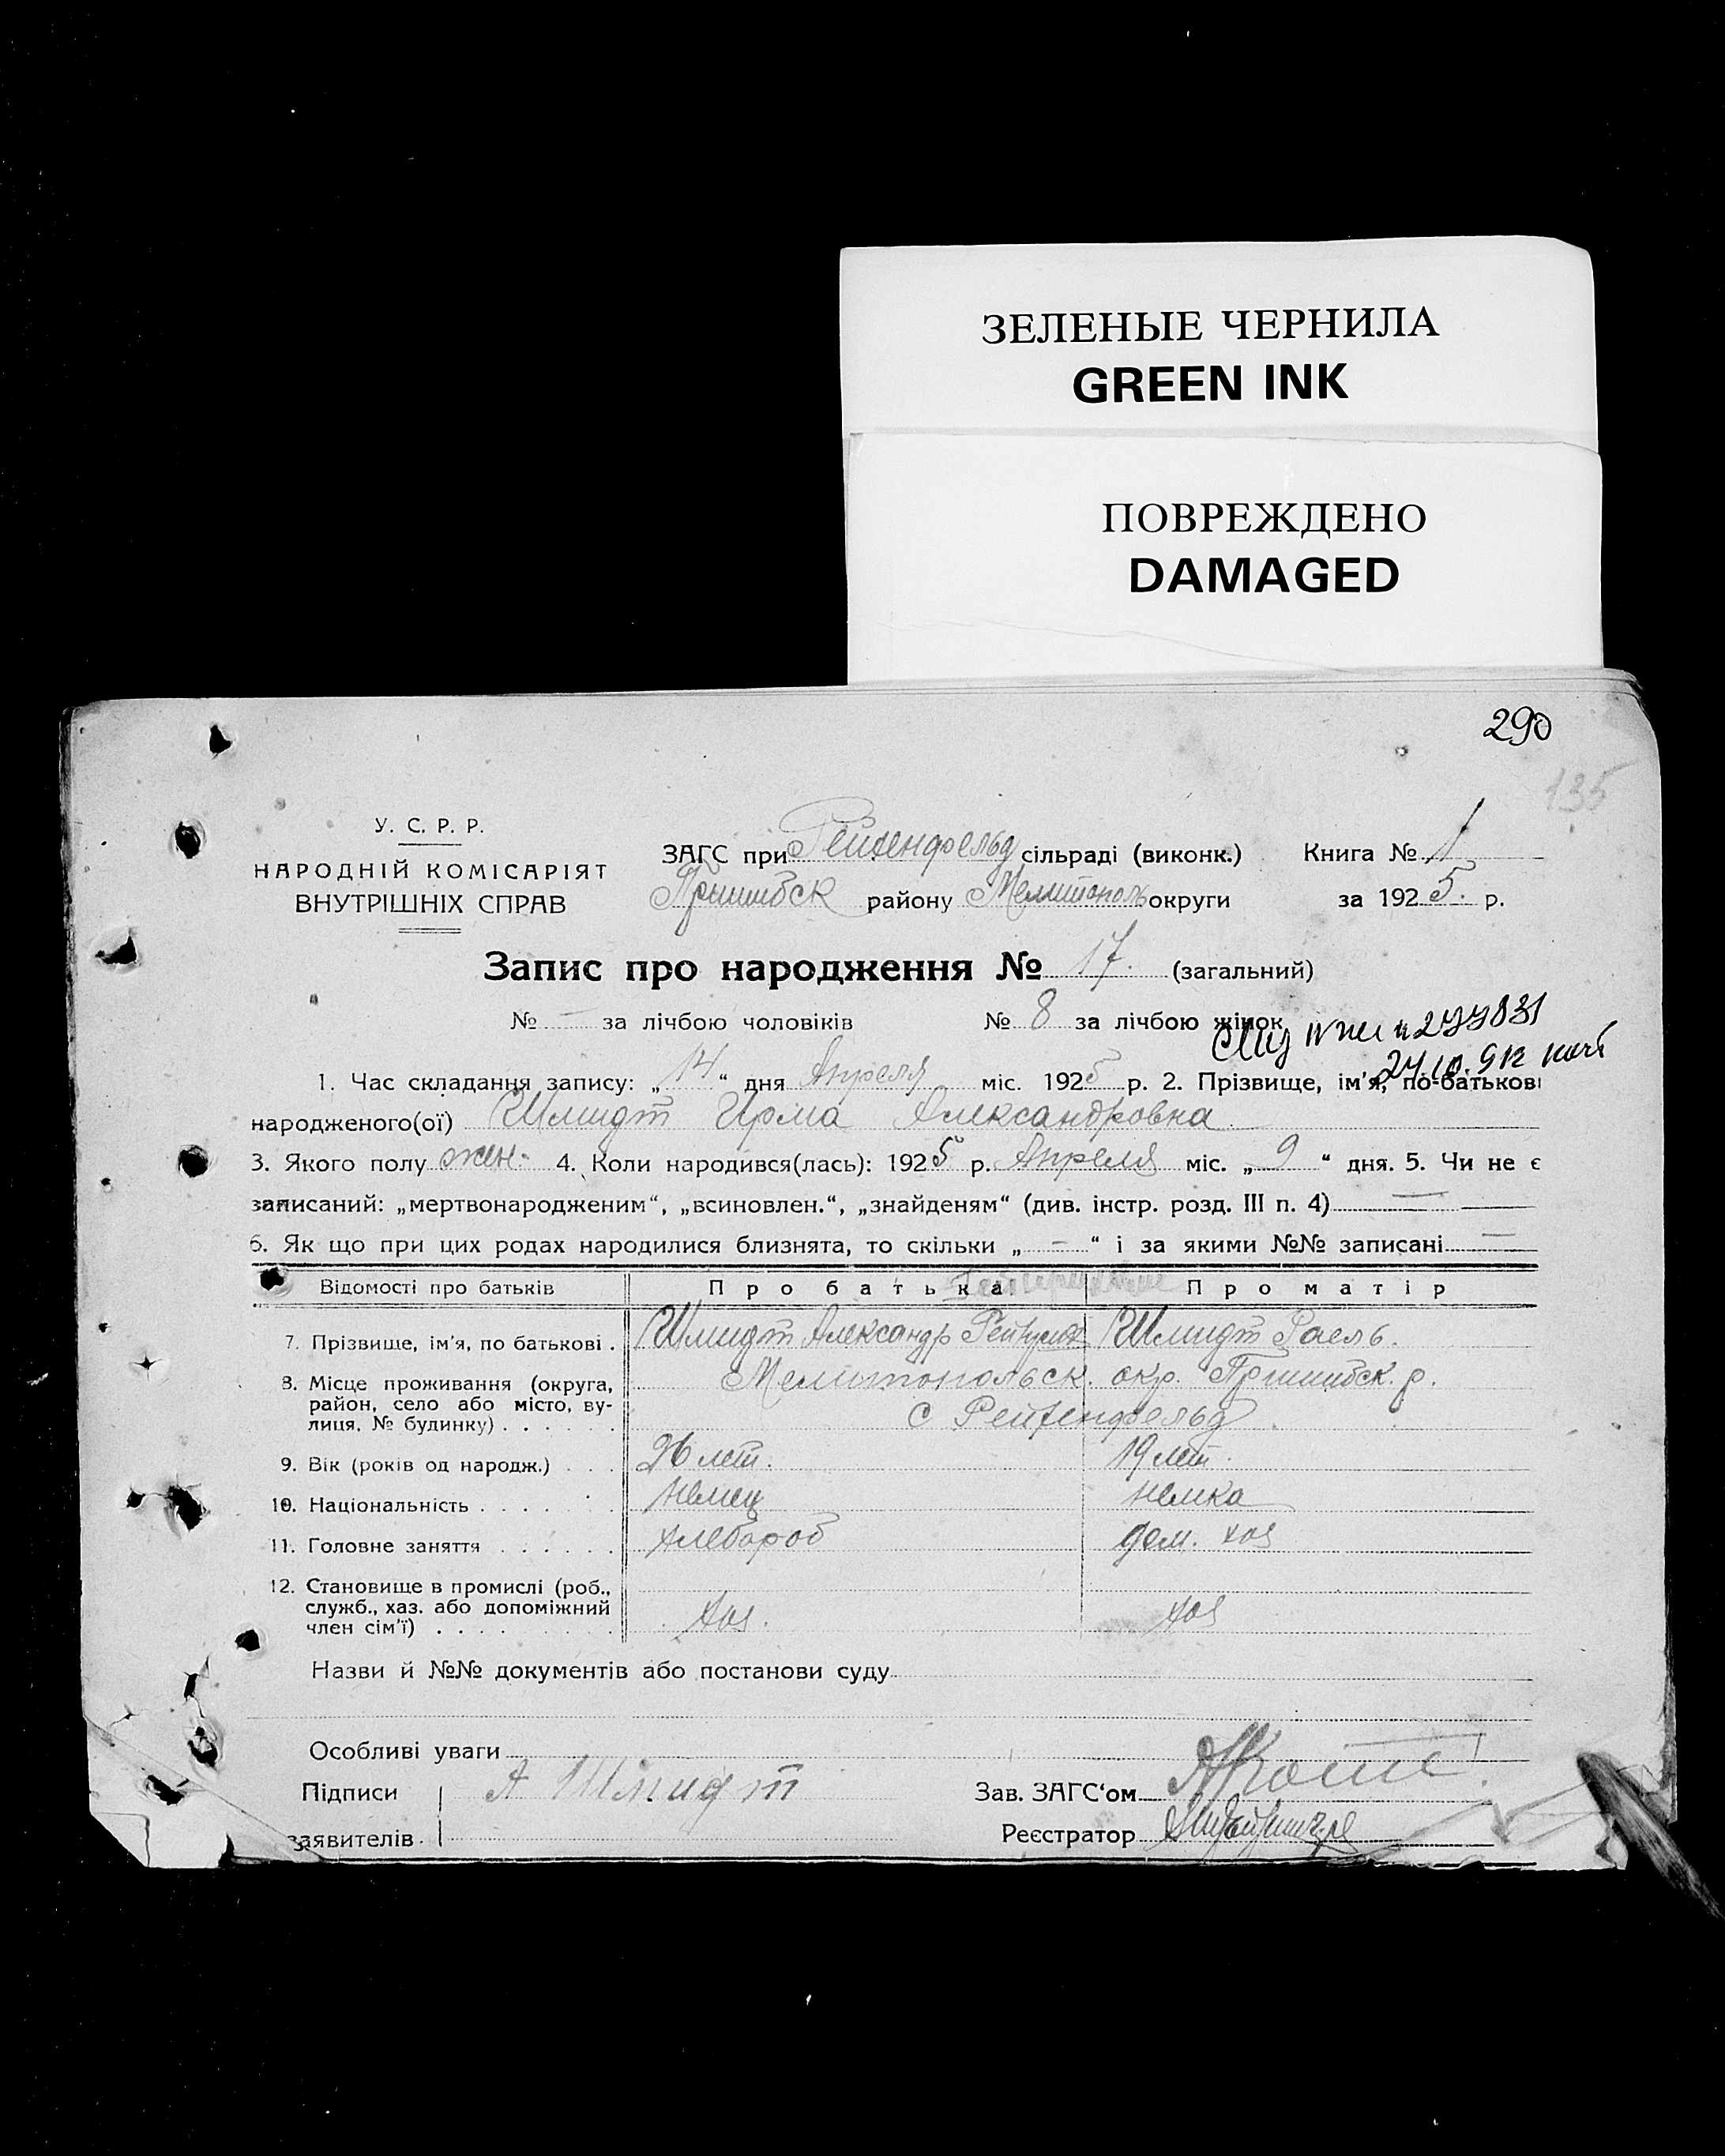 ЗЕЛЕНЫЕ ЧЕРНИЛА
GREEN INK
ПОВРЕЖДЕНО
DAMAGED
290
135
У. С. Р. Р.
НАРОДНІЙ КОМІСАРІЯТ
ВНУТРІШНІХ СПРАВ
ЗАГС при Рейхенфельд сільраді (виконк.) Книга № 1
Пришибск району Мелитополь округи за 1925. р.
Запис про народження № 17. (загальний)
№ — за лічбою чоловіків № 8 за лічбою жінок
277831
24.10.91
1. Час складання запису: „14“ дня Апреля міс. 1925 р. 2. Прізвище, ім'я, по-батькові
народженого(ої) Шмидт Ирма Александровна
3. Якого полу жен. 4. Коли народився(лась): 1925 р. Апреля міс. „9“ дня. 5. Чи не є
записаний: „мертвонародженим“, „всиновлен.“, „знайденям“ (див. інстр. розд. III п. 4) —
6. Як що при цих родах народилися близнята, то скільки „ — “ і за якими №№ записані —
Відомості про батьків Про батька Про матір
7. Прізвище, ім'я, по батькові . Шмидт Александр Шмидт Раель.
8. Місце проживання (округа, район, село або місто, ву-лиця, № будинку) . . . . . . Мелитопольск. окр. Пришибск. р.
с Рейхенфельд
9. Вік (років од народж.) . . . 26 лет. 19 лет.
10. Національність . . . . . . немец немка
11. Головне заняття . . . . . . хлебороб дом. хоз
12. Становище в промислі (роб., служб., хаз. або допоміжний член сім'ї) . . . . . . . . . хоз. хоз
Назви й №№ документів або постанови суду
Особливі уваги
Підписи А Шмидт Зав. ЗАГС'ом
заявителів Реєстратор